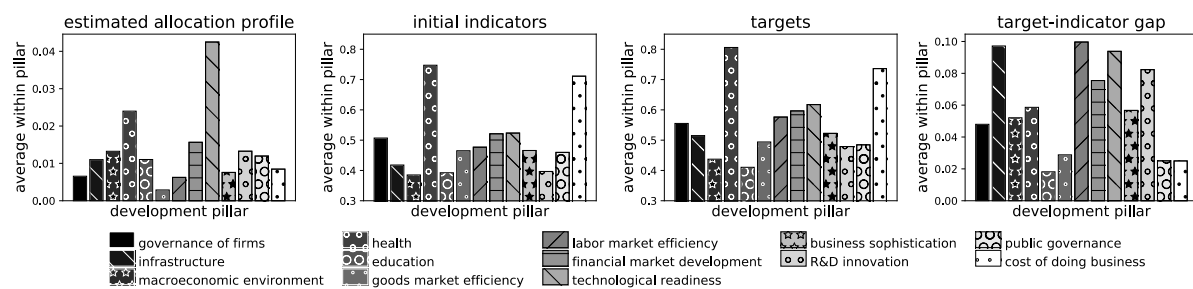 estimated allocation profile
average within pillar
0.04
0.03
0.02
0.01
0.00
development pillar
initial indicators
average within pillar
0.8
0.7
0.6
0.5
0.4
0.3
development pillar
targets
average within pillar
0.8
0.7
0.6
0.5
0.4
0.3
development pillar
target-indicator gap
average within pillar
0.10
0.08
0.06
0.04
0.02
0.00
development pillar
governance of firms
infrastructure
macroeconomic environment
health
education
goods market efficiency
labor market efficiency
financial market development
technological readiness
business sophistication
R&D innovation
public governance
cost of doing business